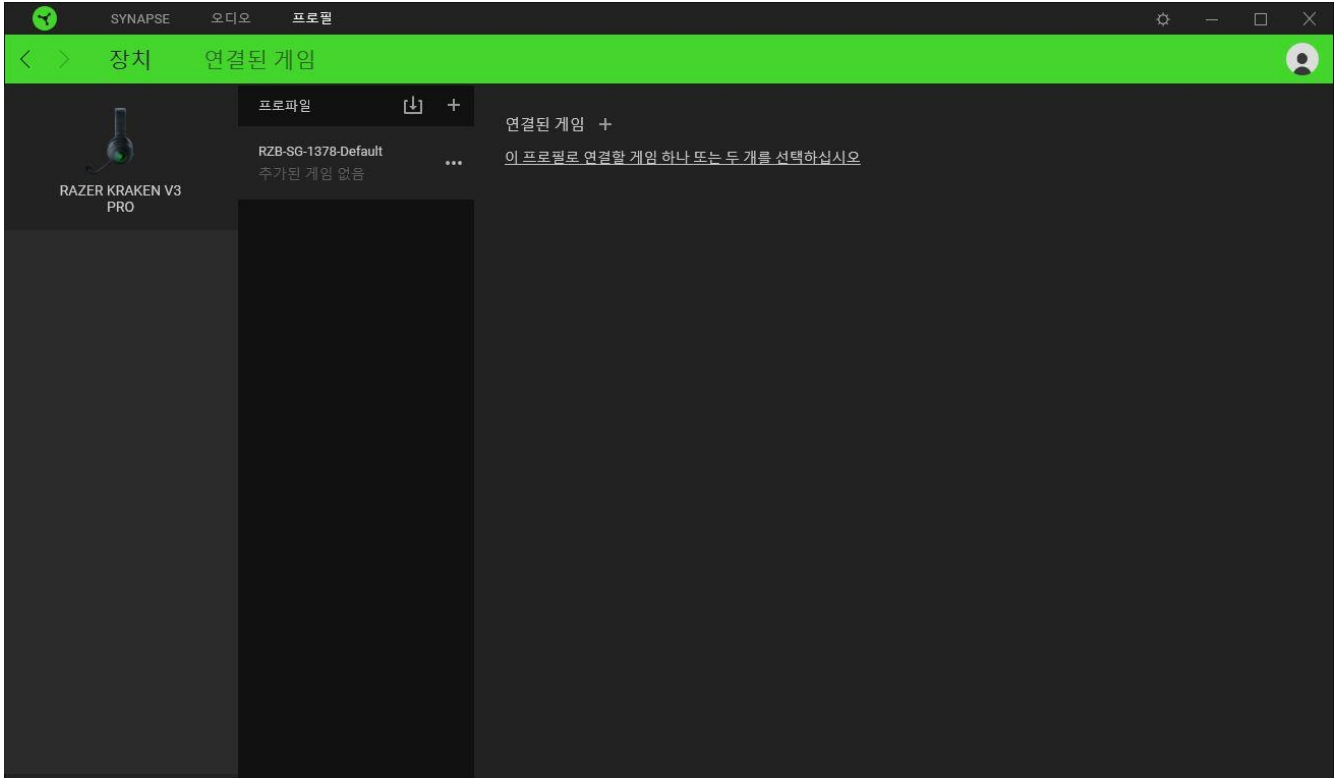 SYNAPSE 오디오 프로필
장치 연결된 게임
RAZER KRAKEN V3
PRO
프로파일
RZB-SG-1378-Default
추가된 게임 없음
연결된 게임
이 프로필로 연결할 게임 하나 또는 두 개를 선택하십시오